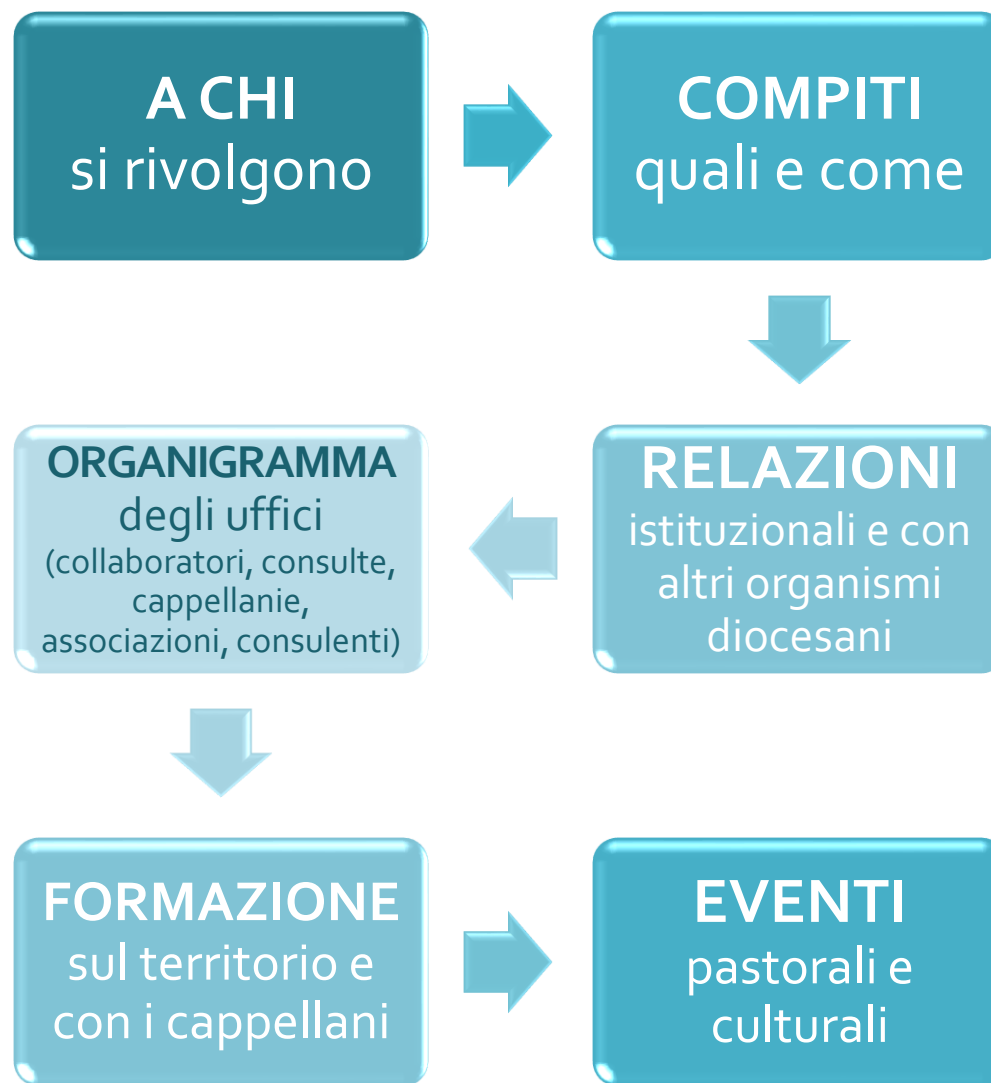 A CHI
si rivolgono
COMPITI
quali e come
RELAZIONI
istituzionali e con
altri organismi
diocesani
ORGANIGRAMMA
degli uffici
(collaboratori, consulte,
cappellanie,
associazioni, consulenti)
FORMAZIONE
sul territorio e
con i cappellani
EVENTI
pastorali e
culturali